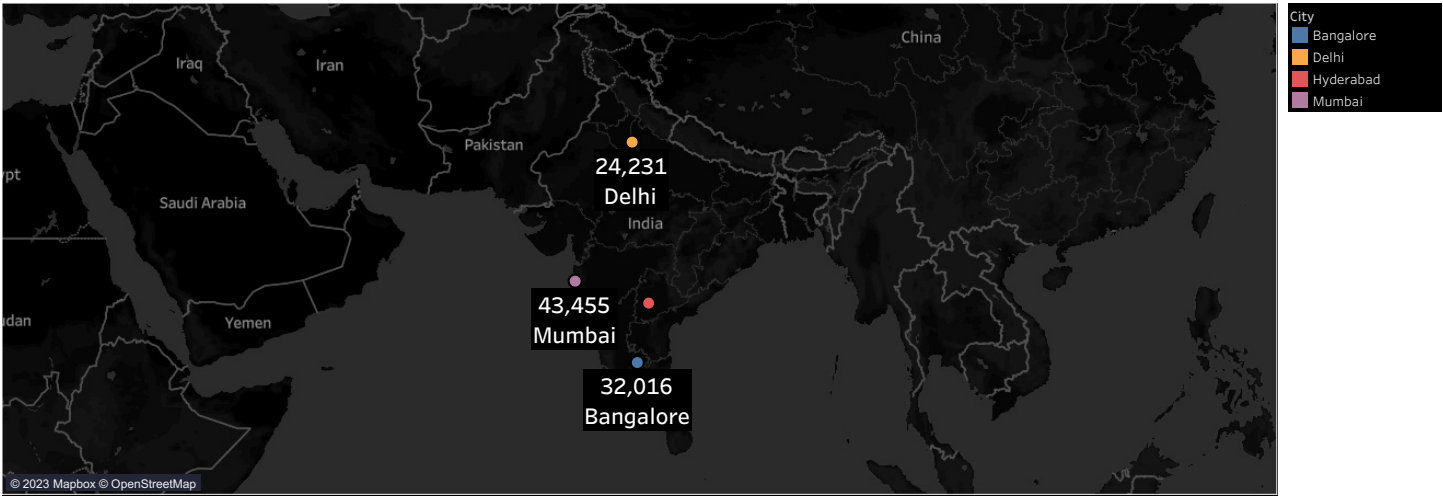 City
Bangalore
Delhi
Hyderabad
Mumbai
China
Iraq
Iran
Pakistan
24,231
Delhi
ypt
Saudi Arabia
India
43,455
Mumbai
udan
Yemen
32,016
Bangalore
© 2023 Mapbox © OpenStreetMap